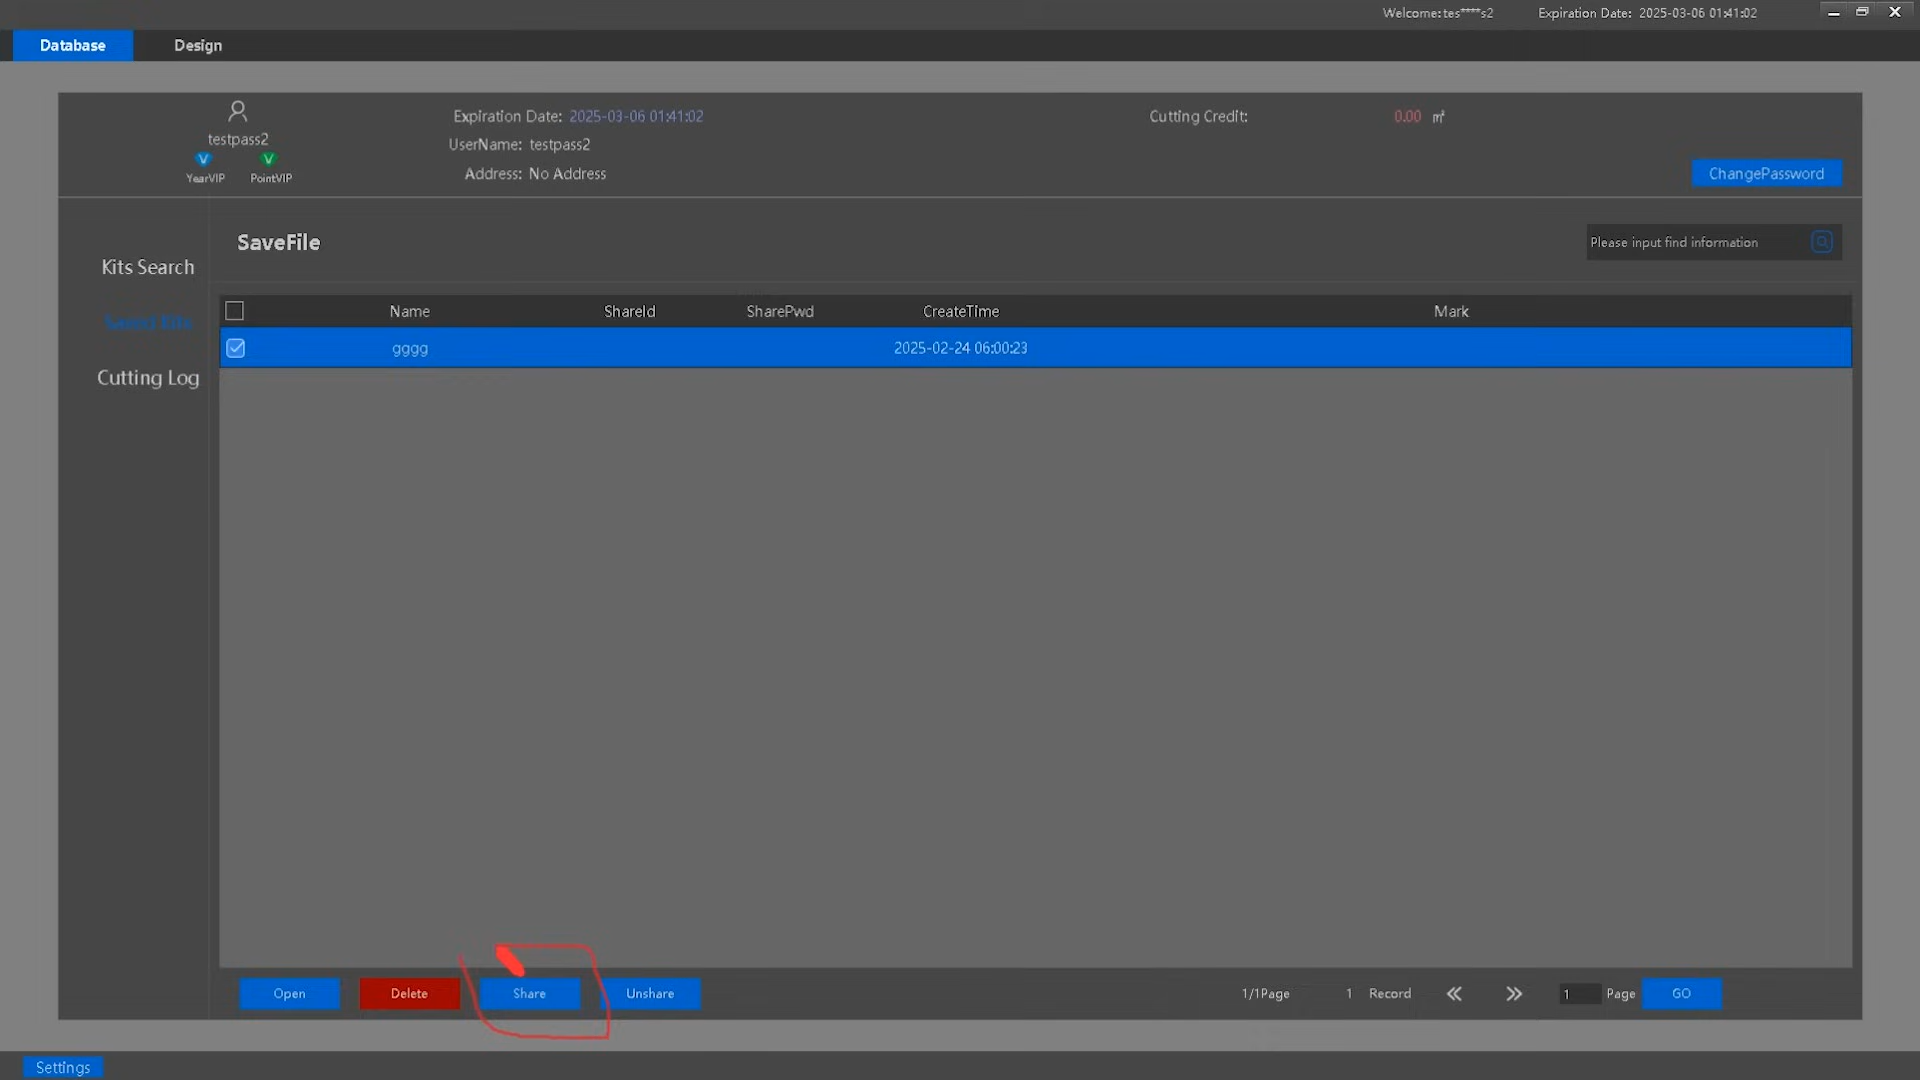 Welcome:tes****s2 Expiration Date: 2025-03-06 01:41:02
Database Design
testpass2
YearVIP PointVIP
Expiration Date: 2025-03-06 01:41:02
UserName: testpass2
Address: No Address
Cutting Credit: 0.00 ㎡
ChangePassword
Kits Search
Saved Kits
Cutting Log
SaveFile
Please input find information
Name ShareId SharePwd CreateTime Mark
gggg 2025-02-24 06:00:23
Open Delete Share Unshare 1/1Page 1 Record 1 Page GO
Settings